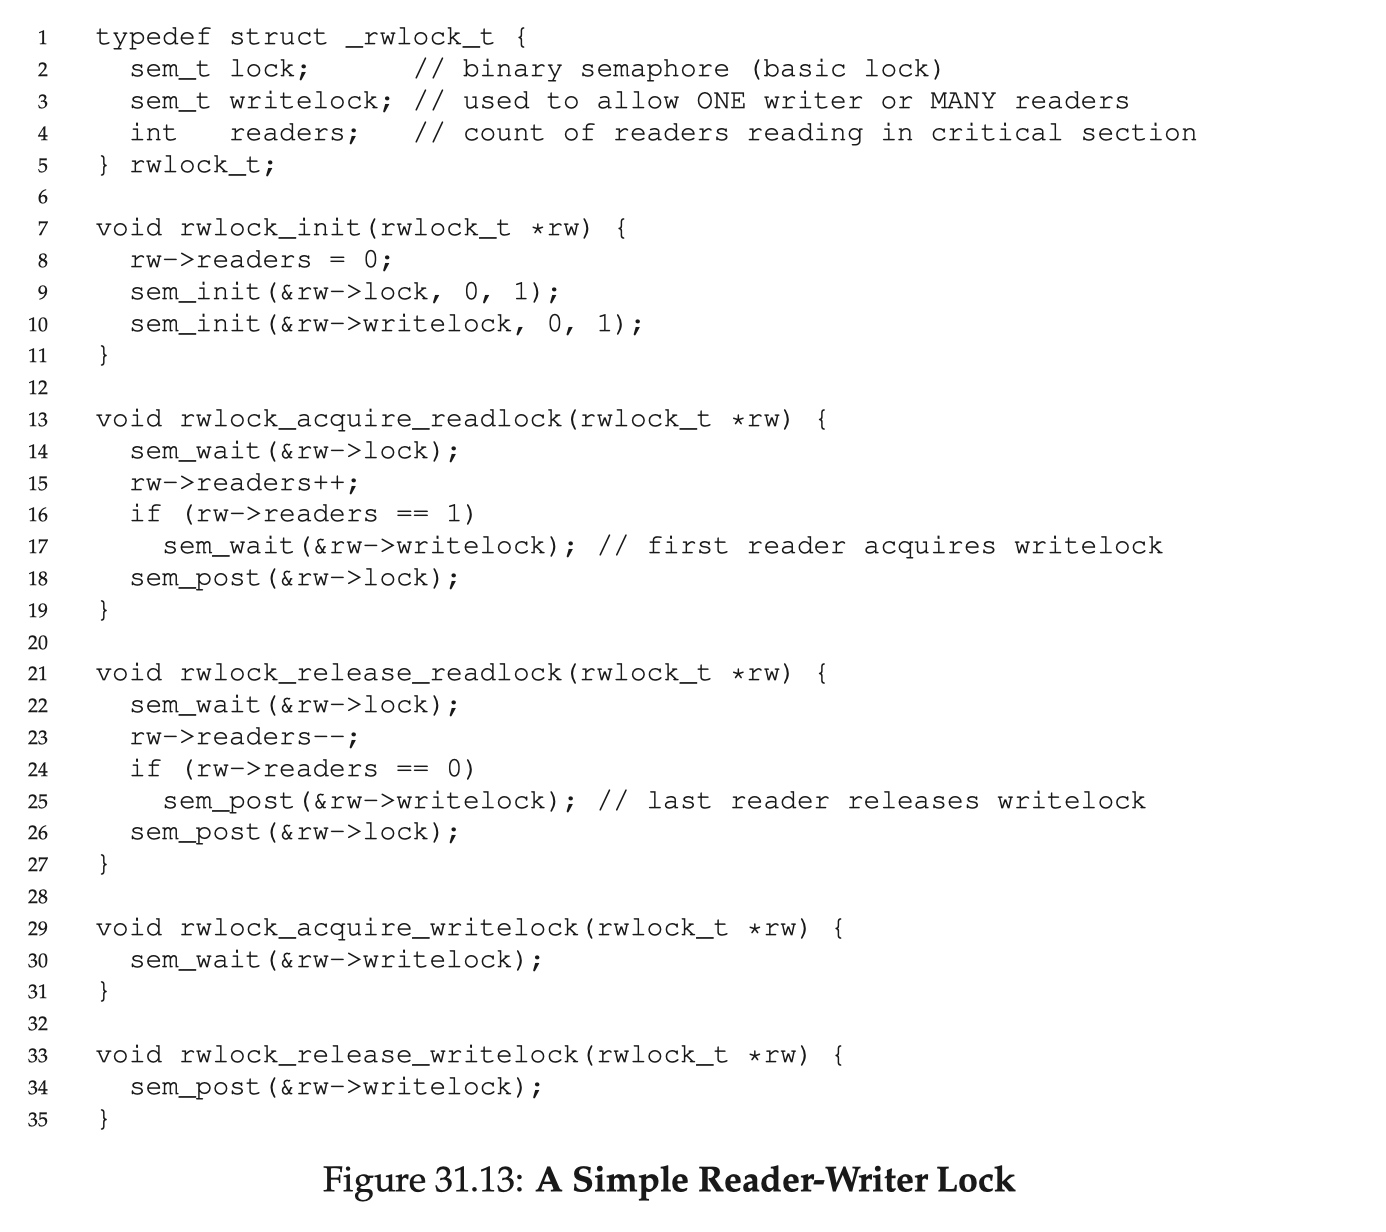 1 typedef struct _rwlock_t {
2   sem_t lock;      // binary semaphore (basic lock)
3   sem_t writelock; // used to allow ONE writer or MANY readers
4   int   readers;   // count of readers reading in critical section
5 } rwlock_t;
6
7 void rwlock_init(rwlock_t *rw) {
8   rw->readers = 0;
9   sem_init(&rw->lock, 0, 1);
10   sem_init(&rw->writelock, 0, 1);
11 }
12
13 void rwlock_acquire_readlock(rwlock_t *rw) {
14   sem_wait(&rw->lock);
15   rw->readers++;
16   if (rw->readers == 1)
17     sem_wait(&rw->writelock); // first reader acquires writelock
18   sem_post(&rw->lock);
19 }
20
21 void rwlock_release_readlock(rwlock_t *rw) {
22   sem_wait(&rw->lock);
23   rw->readers--;
24   if (rw->readers == 0)
25     sem_post(&rw->writelock); // last reader releases writelock
26   sem_post(&rw->lock);
27 }
28
29 void rwlock_acquire_writelock(rwlock_t *rw) {
30   sem_wait(&rw->writelock);
31 }
32
33 void rwlock_release_writelock(rwlock_t *rw) {
34   sem_post(&rw->writelock);
35 }
Figure 31.13: A Simple Reader-Writer Lock